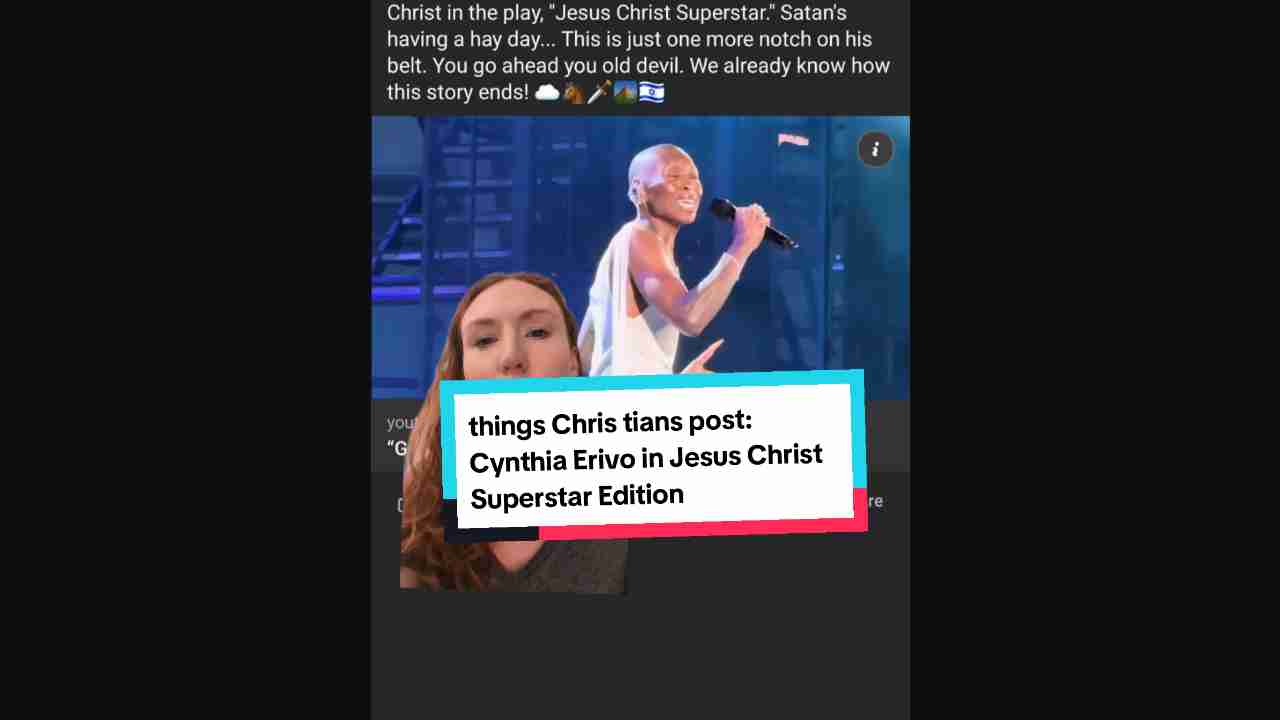 Christ in the play, "Jesus Christ Superstar." Satan's
having a hay day... This is just one more notch on his
belt. You go ahead you old devil. We already know how
this story ends! ☁️🐴🗡️🌋🇮🇱
i
things Chris tians post:
Cynthia Erivo in Jesus Christ
Superstar Edition